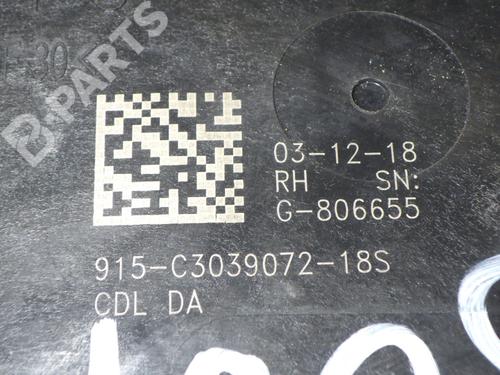 B-PARTS
03-12-18
RH SN:
G-806655
915-C3039072-18S
CDL DA